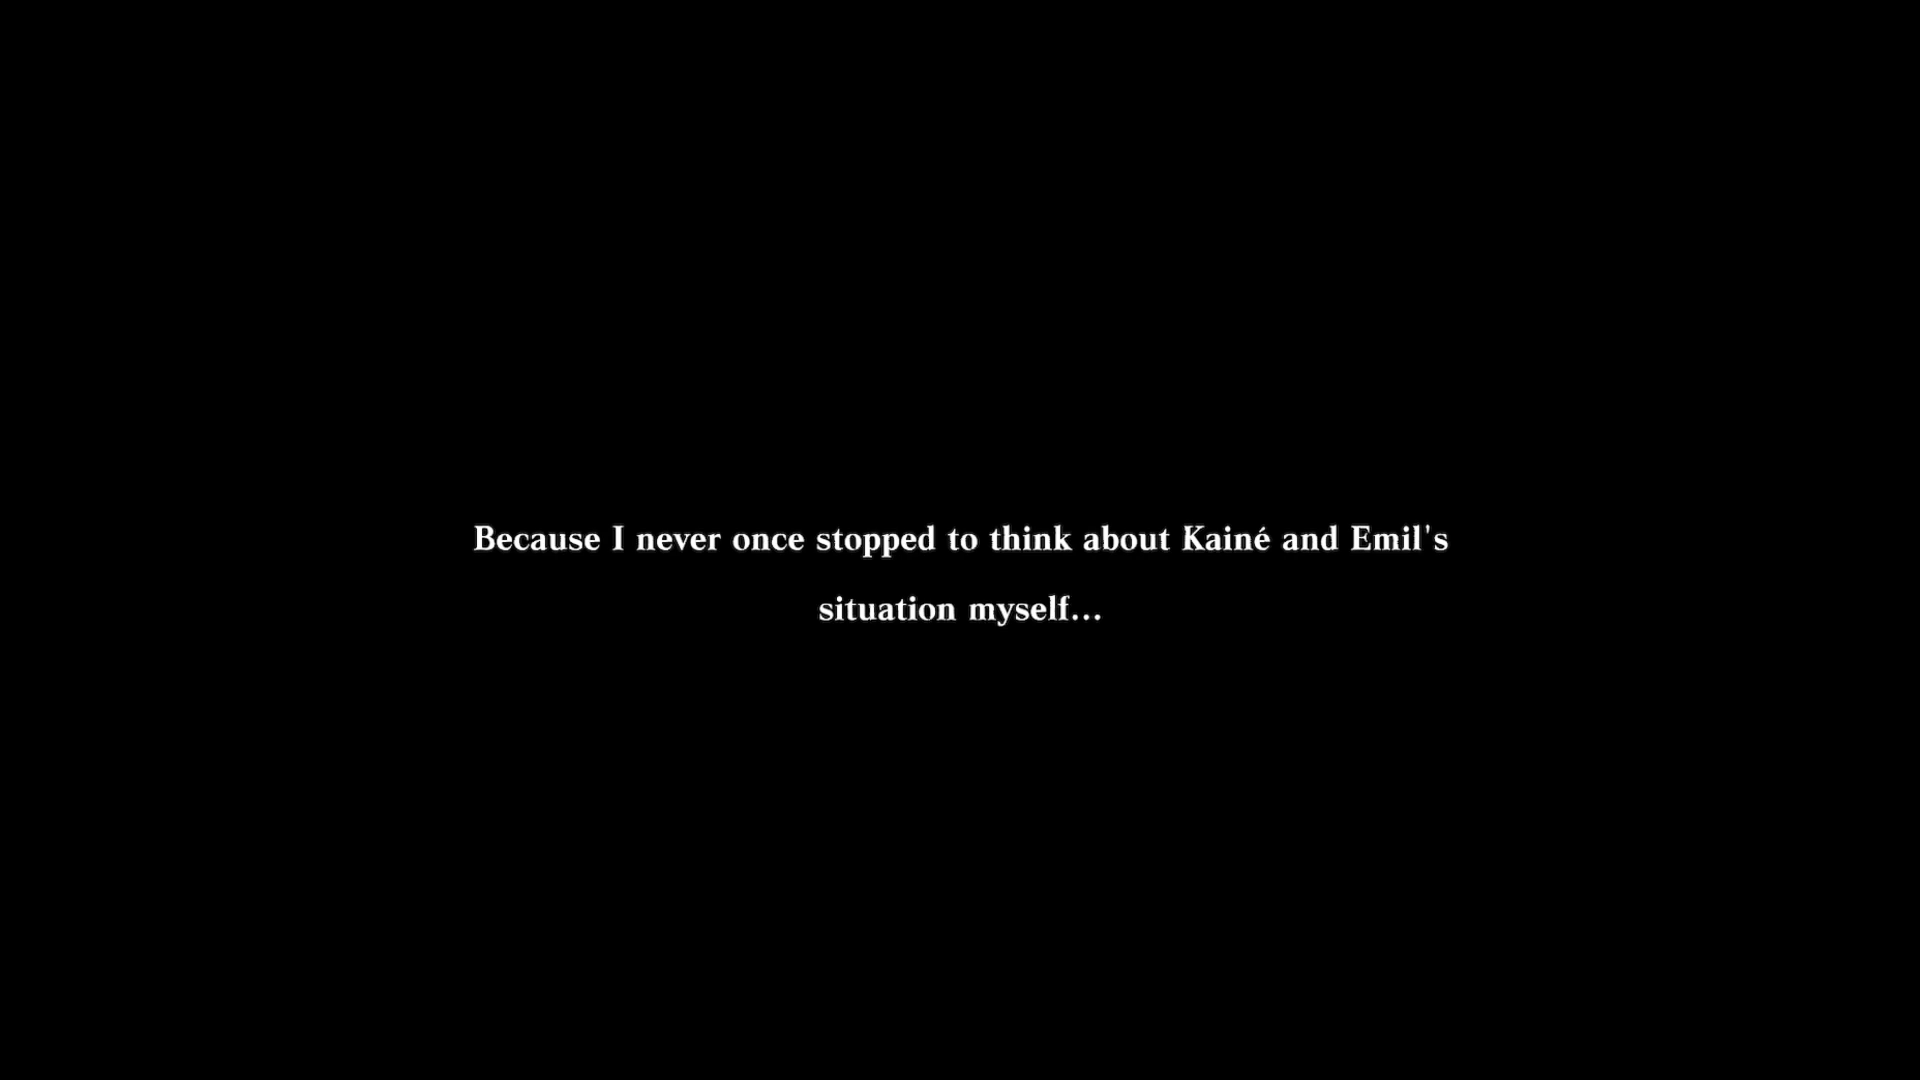 Because I never once stopped to think about Kainé and Emil's
situation myself...